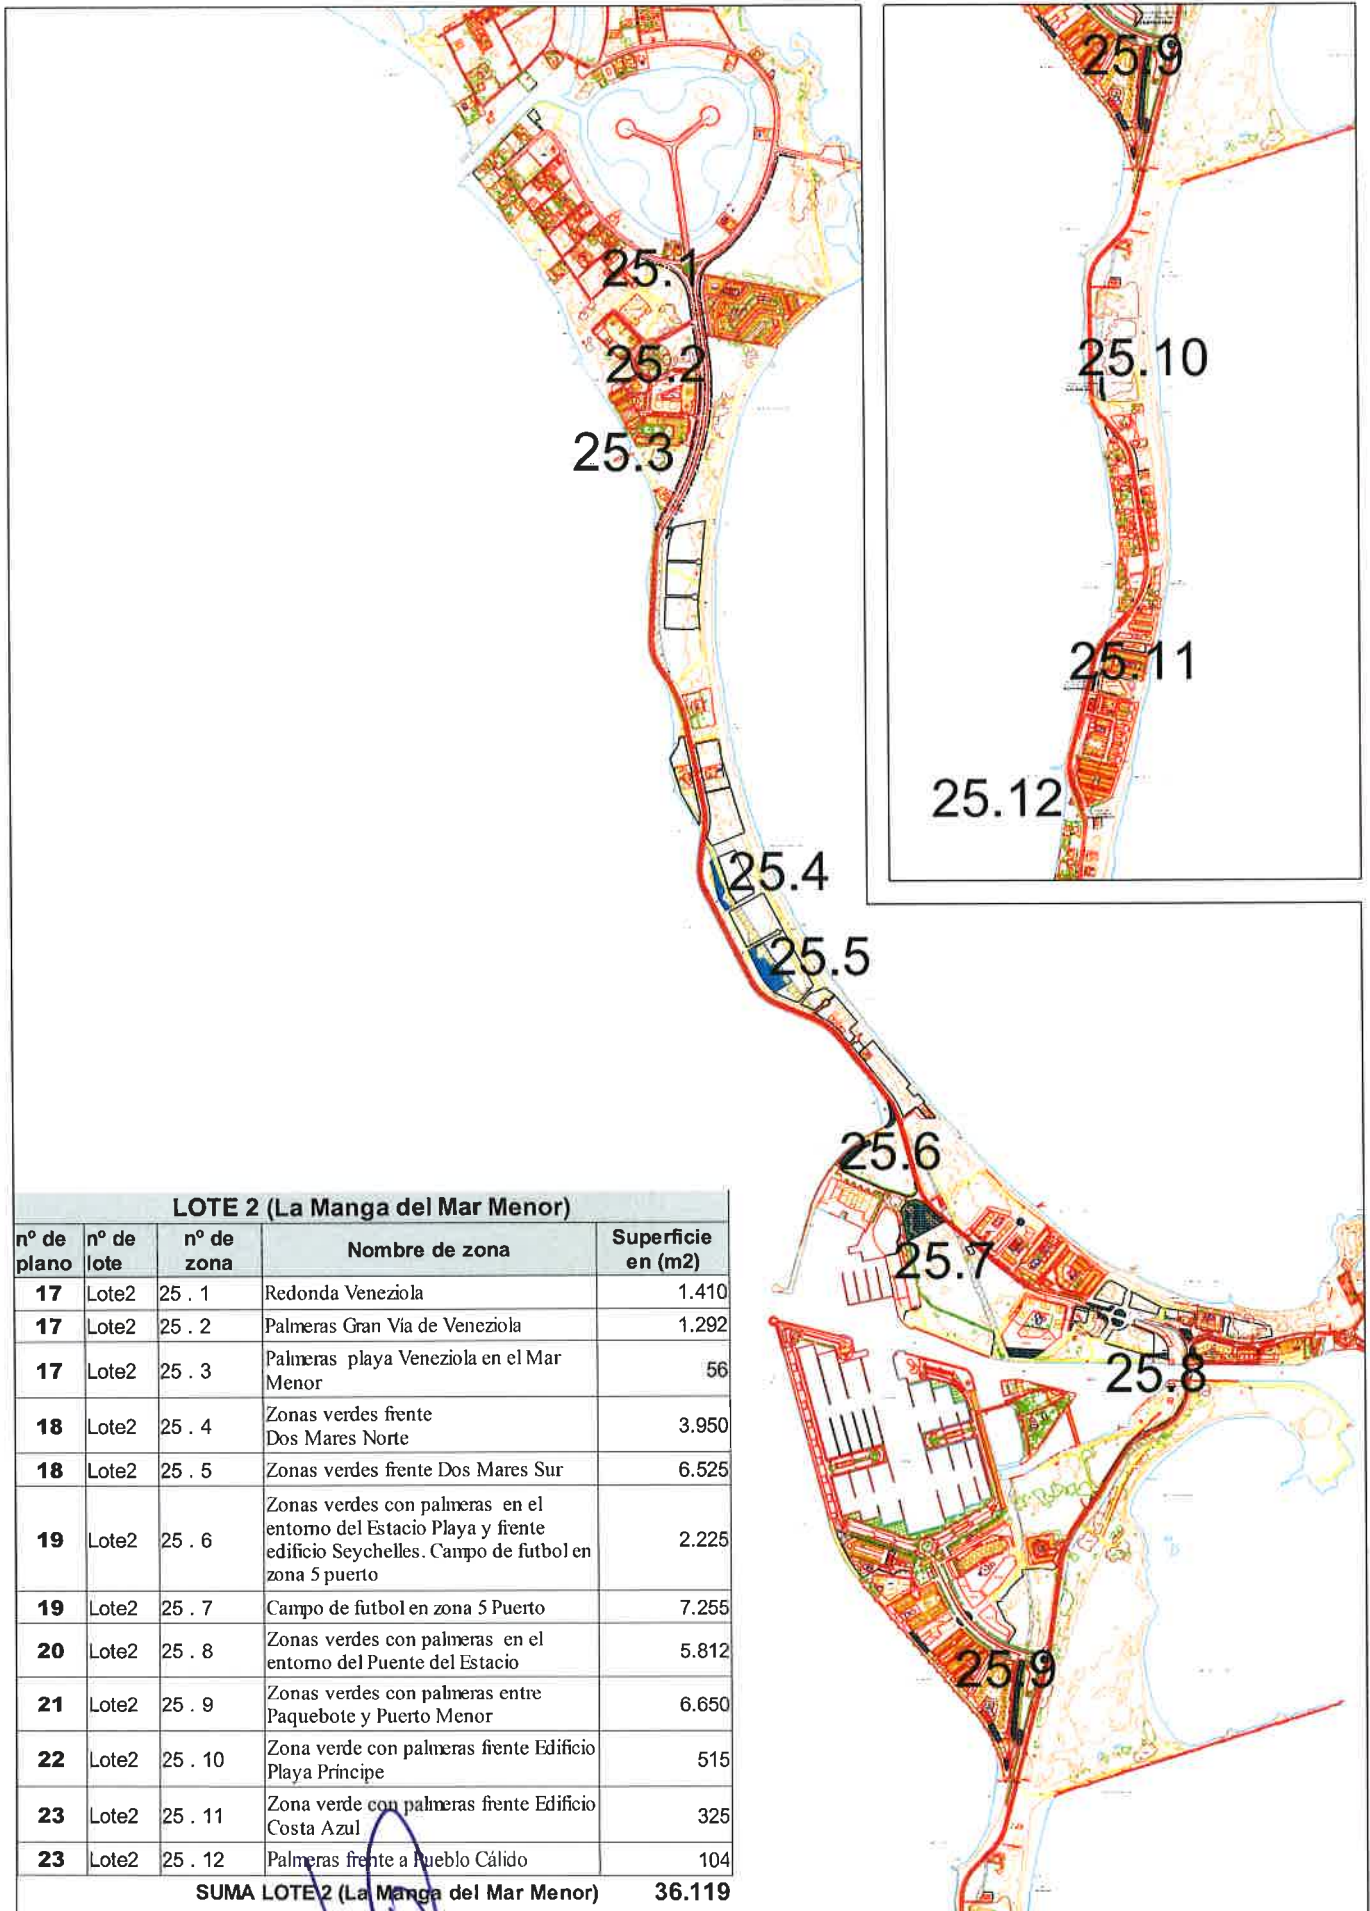 25.1
25.2
25.3
25.4
25.5
25.6
25.7
25.8
25.9
25.9
25.10
25.11
25.12
LOTE 2 (La Manga del Mar Menor)
nº de plano nº de lote nº de zona Nombre de zona Superficie en (m2)
17 Lote2 25 . 1 Redonda Veneziola 1.410
17 Lote2 25 . 2 Palmeras Gran Via de Veneziola 1.292
17 Lote2 25 . 3 Palmeras playa Veneziola en el Mar
Menor 56
18 Lote2 25 . 4 Zonas verdes frente
Dos Mares Norte 3.950
18 Lote2 25 . 5 Zonas verdes frente Dos Mares Sur 6.525
19 Lote2 25 . 6 Zonas verdes con palmeras en el
entorno del Estacio Playa y frente
edificio Seychelles. Campo de futbol en
zona 5 puerto 2.225
19 Lote2 25 . 7 Campo de futbol en zona 5 Puerto 7.255
20 Lote2 25 . 8 Zonas verdes con palmeras en el
entorno del Puente del Estacio 5.812
21 Lote2 25 . 9 Zonas verdes con palmeras entre
Paquebote y Puerto Menor 6.650
22 Lote2 25 . 10 Zona verde con palmeras frente Edificio
Playa Príncipe 515
23 Lote2 25 . 11 Zona verde con palmeras frente Edificio
Costa Azul 325
23 Lote2 25 . 12 Palmeras frente a Pueblo Cálido 104
SUMA LOTE 2 (La Manga del Mar Menor) 36.119